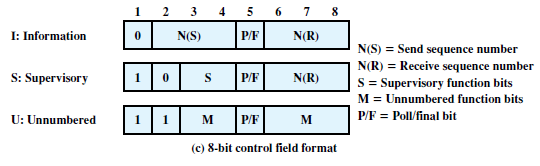 1 2 3 4 5 6 7 8
I: Information 0 N(S) P/F N(R)
S: Supervisory 1 0 S P/F N(R)
U: Unnumbered 1 1 M P/F M
N(S) = Send sequence number
N(R) = Receive sequence number
S = Supervisory function bits
M = Unnumbered function bits
P/F = Poll/final bit
(c) 8-bit control field format